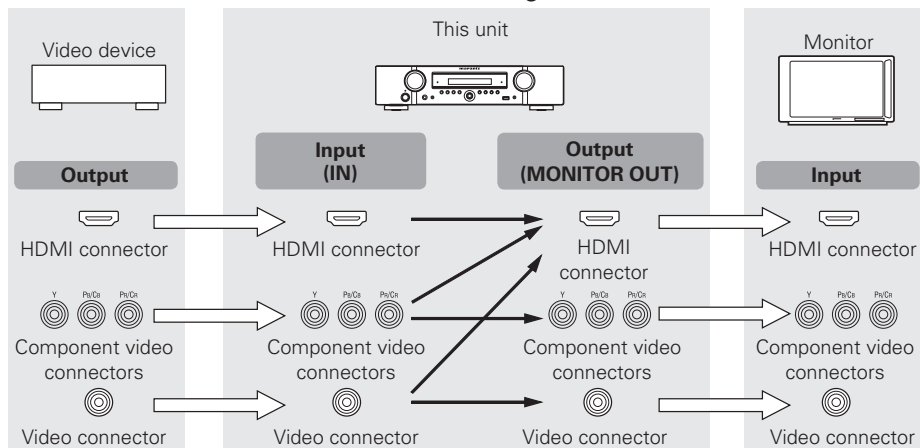 Video device
This unit
Monitor
marantz
Output
Input
(IN)
Output
(MONITOR OUT)
Input
HDMI connector
HDMI connector
HDMI
connector
HDMI connector
Y PB/CB PR/CR
Y PB/CB PR/CR
Y PB/CB PR/CR
Y PB/CB PR/CR
Component video
connectors
Component video
connectors
Component video
connectors
Component video
connectors
Video connector
Video connector
Video connector
Video connector